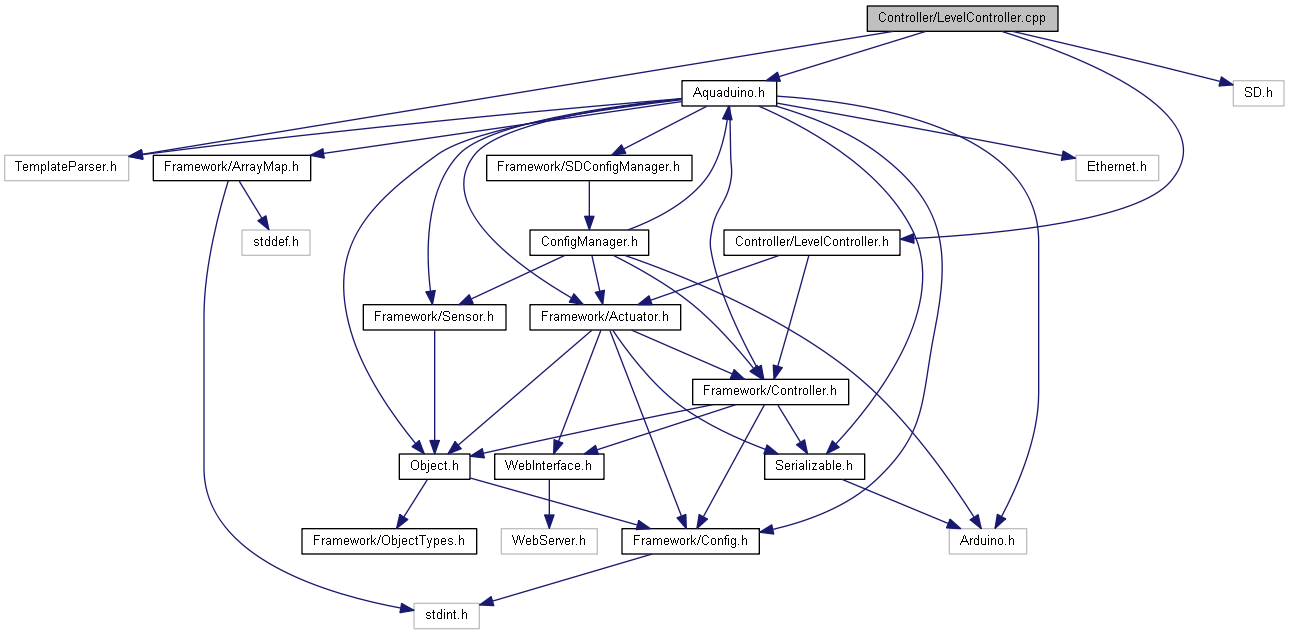 Controller/LevelController.cpp
Aquaduino.h
SD.h
TemplateParser.h
Framework/ArrayMap.h
Framework/SDConfigManager.h
Ethernet.h
stddef.h
ConfigManager.h
Controller/LevelController.h
Framework/Sensor.h
Framework/Actuator.h
Framework/Controller.h
Object.h
WebInterface.h
Serializable.h
Framework/ObjectTypes.h
WebServer.h
Framework/Config.h
Arduino.h
stdint.h